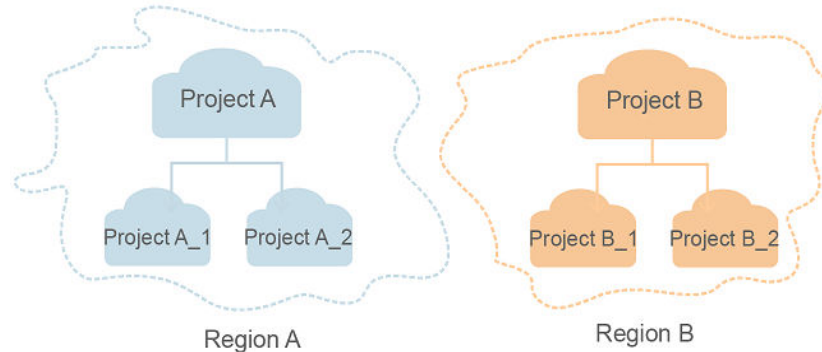 Project A
Project B
Project A_1
Project A_2
Project B_1
Project B_2
Region A
Region B